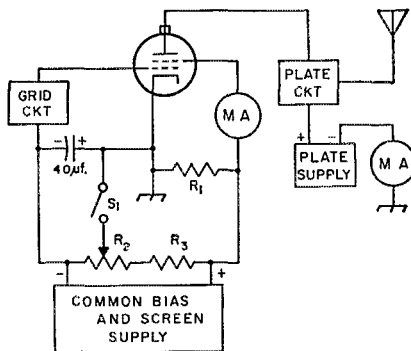 GRID
CKT
- +
40µf.
S1
R2
R3
R1
MA
PLATE
CKT
+ -
PLATE
SUPPLY
MA
- +
COMMON BIAS
AND SCREEN
SUPPLY